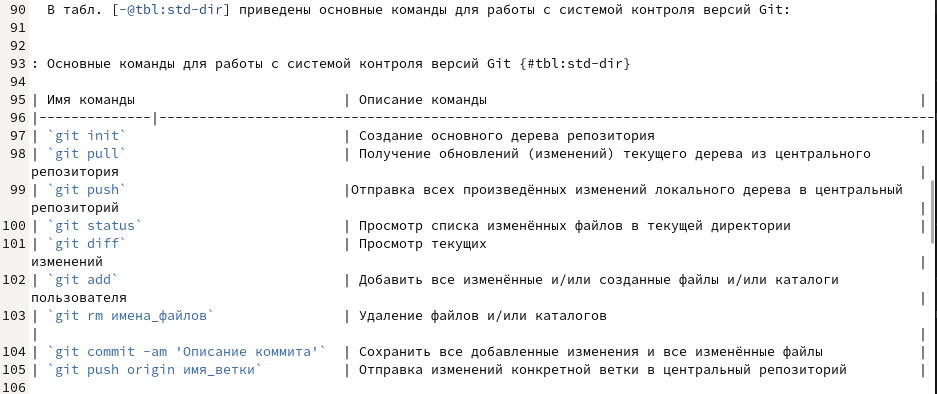 90 В табл. [-@tbl:std-dir] приведены основные команды для работы с системой контроля версий Git:
91
92
93 : Основные команды для работы с системой контроля версий Git {#tbl:std-dir}
94
95 | Имя команды | Описание команды |
96 |--------------|--------------------------------------------------------------------------------------------------
97 | `git init` | Создание основного дерева репозитория |
98 | `git pull` | Получение обновлений (изменений) текущего дерева из центрального
репозитория |
99 | `git push` |Отправка всех произведённых изменений локального дерева в центральный
репозиторий |
100 | `git status` | Просмотр списка изменённых файлов в текущей директории |
101 | `git diff` | Просмотр текущих
изменений |
102 | `git add` | Добавить все изменённые и/или созданные файлы и/или каталоги
пользователя |
103 | `git rm имена_файлов` | Удаление файлов и/или каталогов
| |
104 | `git commit -am 'Описание коммита'` | Сохранить все добавленные изменения и все изменённые файлы |
105 | `git push origin имя_ветки` | Отправка изменений конкретной ветки в центральный репозиторий |
106